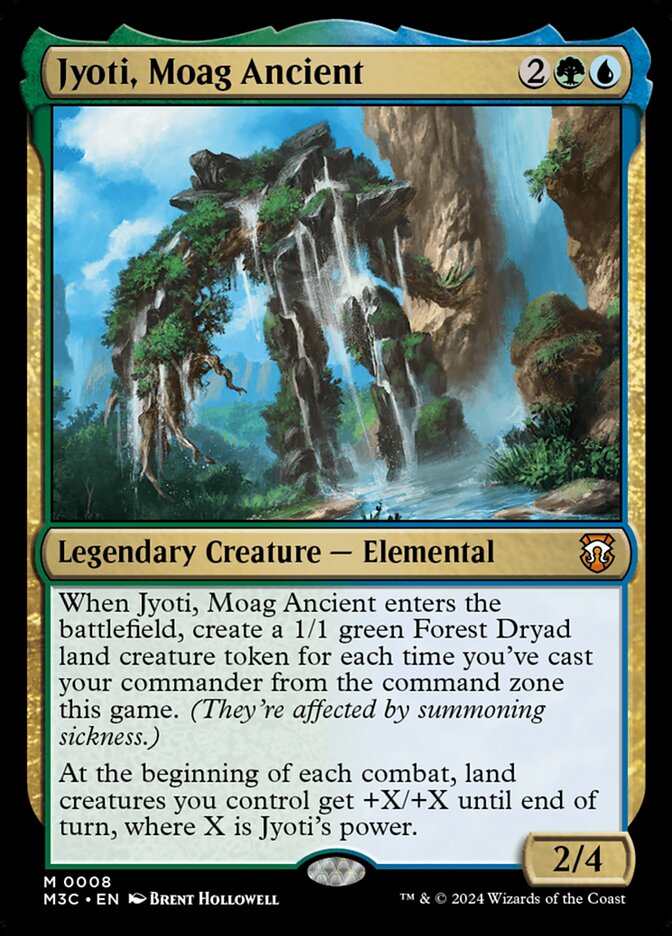 Jyoti, Moag Ancient 2
Legendary Creature — Elemental
When Jyoti, Moag Ancient enters the
battlefield, create a 1/1 green Forest Dryad
land creature token for each time you've cast
your commander from the command zone
this game. (They're affected by summoning
sickness.)
At the beginning of each combat, land
creatures you control get +X/+X until end of
turn, where X is Jyoti's power.
2/4
M 0008
M3C • EN Brent Hollowell
™ & © 2024 Wizards of the Coast